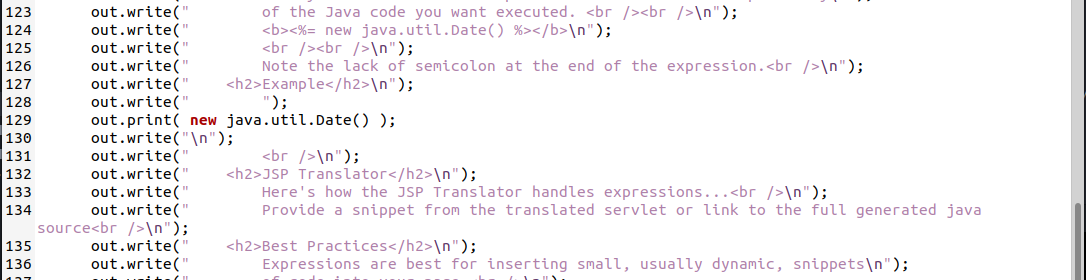 123 out.write(" of the Java code you want executed. <br /><br />\n");
124 out.write(" <b><%= new java.util.Date() %></b>\n");
125 out.write(" <br /><br />\n");
126 out.write(" Note the lack of semicolon at the end of the expression.<br />\n");
127 out.write(" <h2>Example</h2>\n");
128 out.write(" ");
129 out.print( new java.util.Date() );
130 out.write("\n");
131 out.write(" <br />\n");
132 out.write(" <h2>JSP Translator</h2>\n");
133 out.write(" Here's how the JSP Translator handles expressions...<br />\n");
134 out.write(" Provide a snippet from the translated servlet or link to the full generated java
source<br />\n");
135 out.write(" <h2>Best Practices</h2>\n");
136 out.write(" Expressions are best for inserting small, usually dynamic, snippets\n");